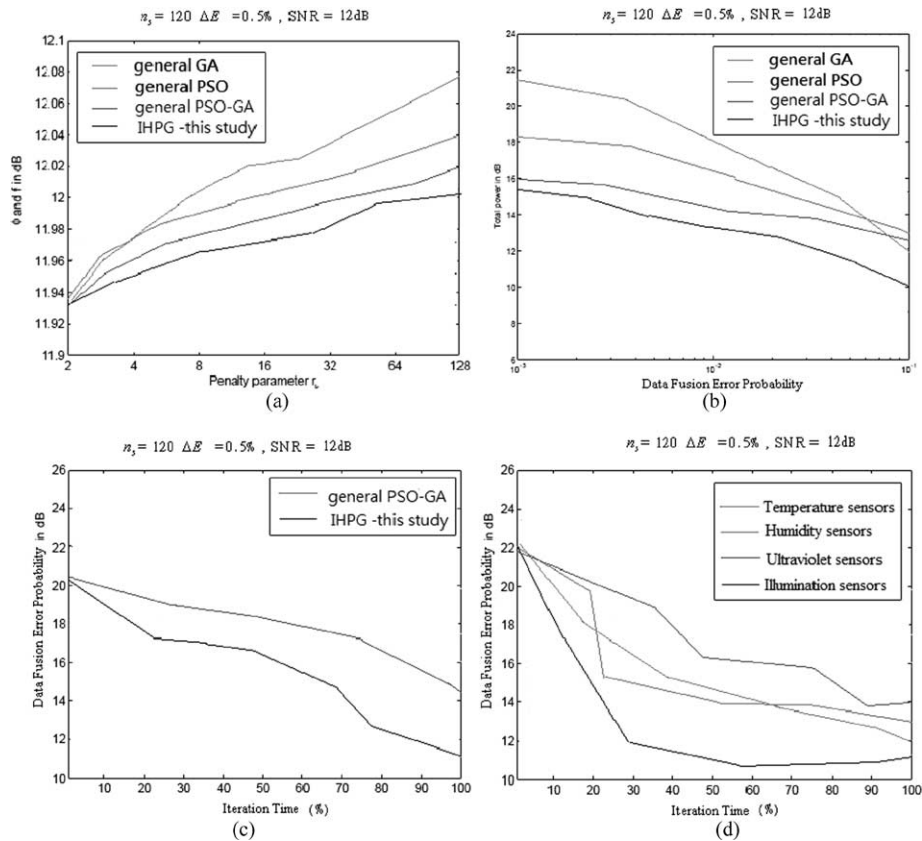 n_s = 120 ΔE =0.5% , SNR = 12dB
12.1
12.08
12.06
12.04
12.02
12
11.98
11.96
11.94
11.92
11.9
ϕ and f in dB
general GA
general PSO
general PSO-GA
IHPG -this study
2 4 8 16 32 64 128
(a)
n_s = 120 ΔE =0.5% , SNR = 12dB
24
22
20
18
16
14
12
10
8
6
Total power in dB
general GA
general PSO
general PSO-GA
IHPG -this study
10^-3 10^-2 10^-1
Data Fusion Error Probability
(b)
n_s = 120 ΔE =0.5% , SNR = 12dB
26
24
22
20
18
16
14
12
10
Data Fusion Error Probability in dB
general PSO-GA
IHPG -this study
10 20 30 40 50 60 70 80 90 100
Iteration Time (%)
(c)
n_s = 120 ΔE =0.5% , SNR = 12dB
26
24
22
20
18
16
14
12
10
Data Fusion Error Probability in dB
Temperature sensors
Humidity sensors
Ultraviolet sensors
Illumination sensors
0 10 20 30 40 50 60 70 80 90 100
Iteration Time (%)
(d)
Penalty parameter